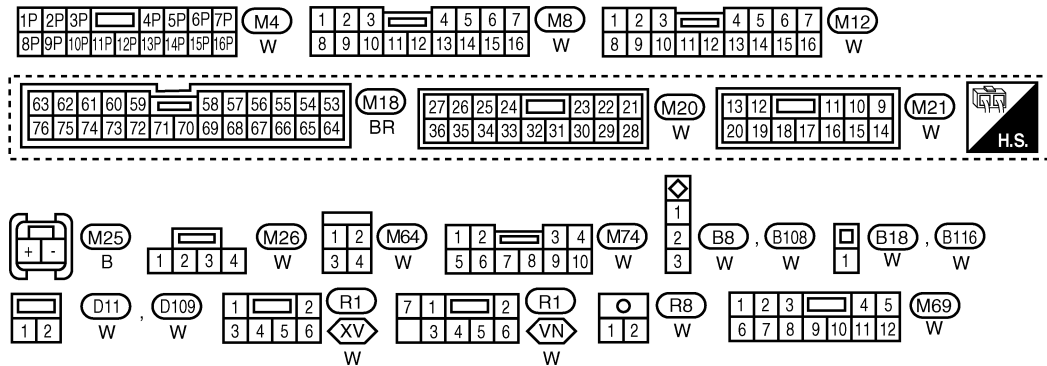 1P 2P 3P 4P 5P 6P 7P M4
8P 9P 10P 11P 12P 13P 14P 15P 16P W
1 2 3 4 5 6 7 M8
8 9 10 11 12 13 14 15 16 W
1 2 3 4 5 6 7 M12
8 9 10 11 12 13 14 15 16 W
63 62 61 60 59 58 57 56 55 54 53 M18
76 75 74 73 72 71 70 69 68 67 66 65 64 BR
27 26 25 24 23 22 21 M20
36 35 34 33 32 31 30 29 28 W
13 12 11 10 9 M21
20 19 18 17 16 15 14 W
H.S.
+ - M25
B
M26
1 2 3 4 W
1 2 M64
3 4 W
1 2 3 4 M74
5 6 7 8 9 10 W
1
2 B8 , B108
3 W W
B18 , B116
1 W W
D11 , D109
1 2 W W
1 2 R1
3 4 5 6 XV
W
7 1 2 R1
3 4 5 6 VN
W
R8
1 2 W
1 2 3 4 5 M69
6 7 8 9 10 11 12 W